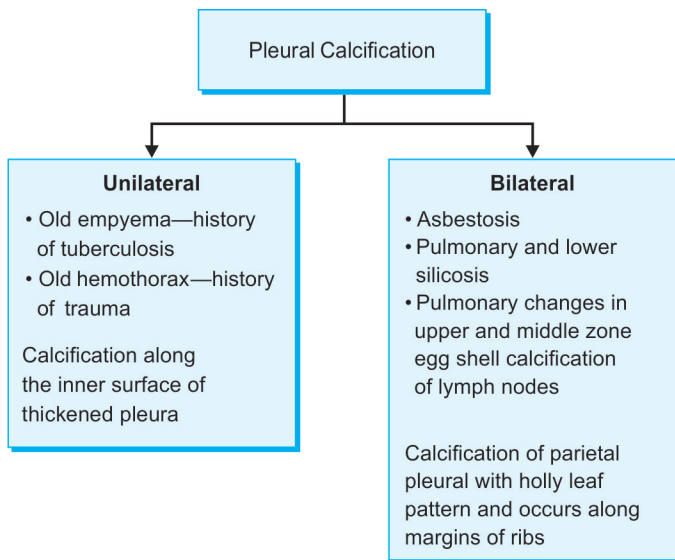 Pleural Calcification
Unilateral
• Old empyema—history
of tuberculosis
• Old hemothorax—history
of trauma
Calcification along
the inner surface of
thickened pleura
Bilateral
• Asbestosis
• Pulmonary and lower
silicosis
• Pulmonary changes in
upper and middle zone
egg shell calcification
of lymph nodes
Calcification of parietal
pleural with holly leaf
pattern and occurs along
margins of ribs